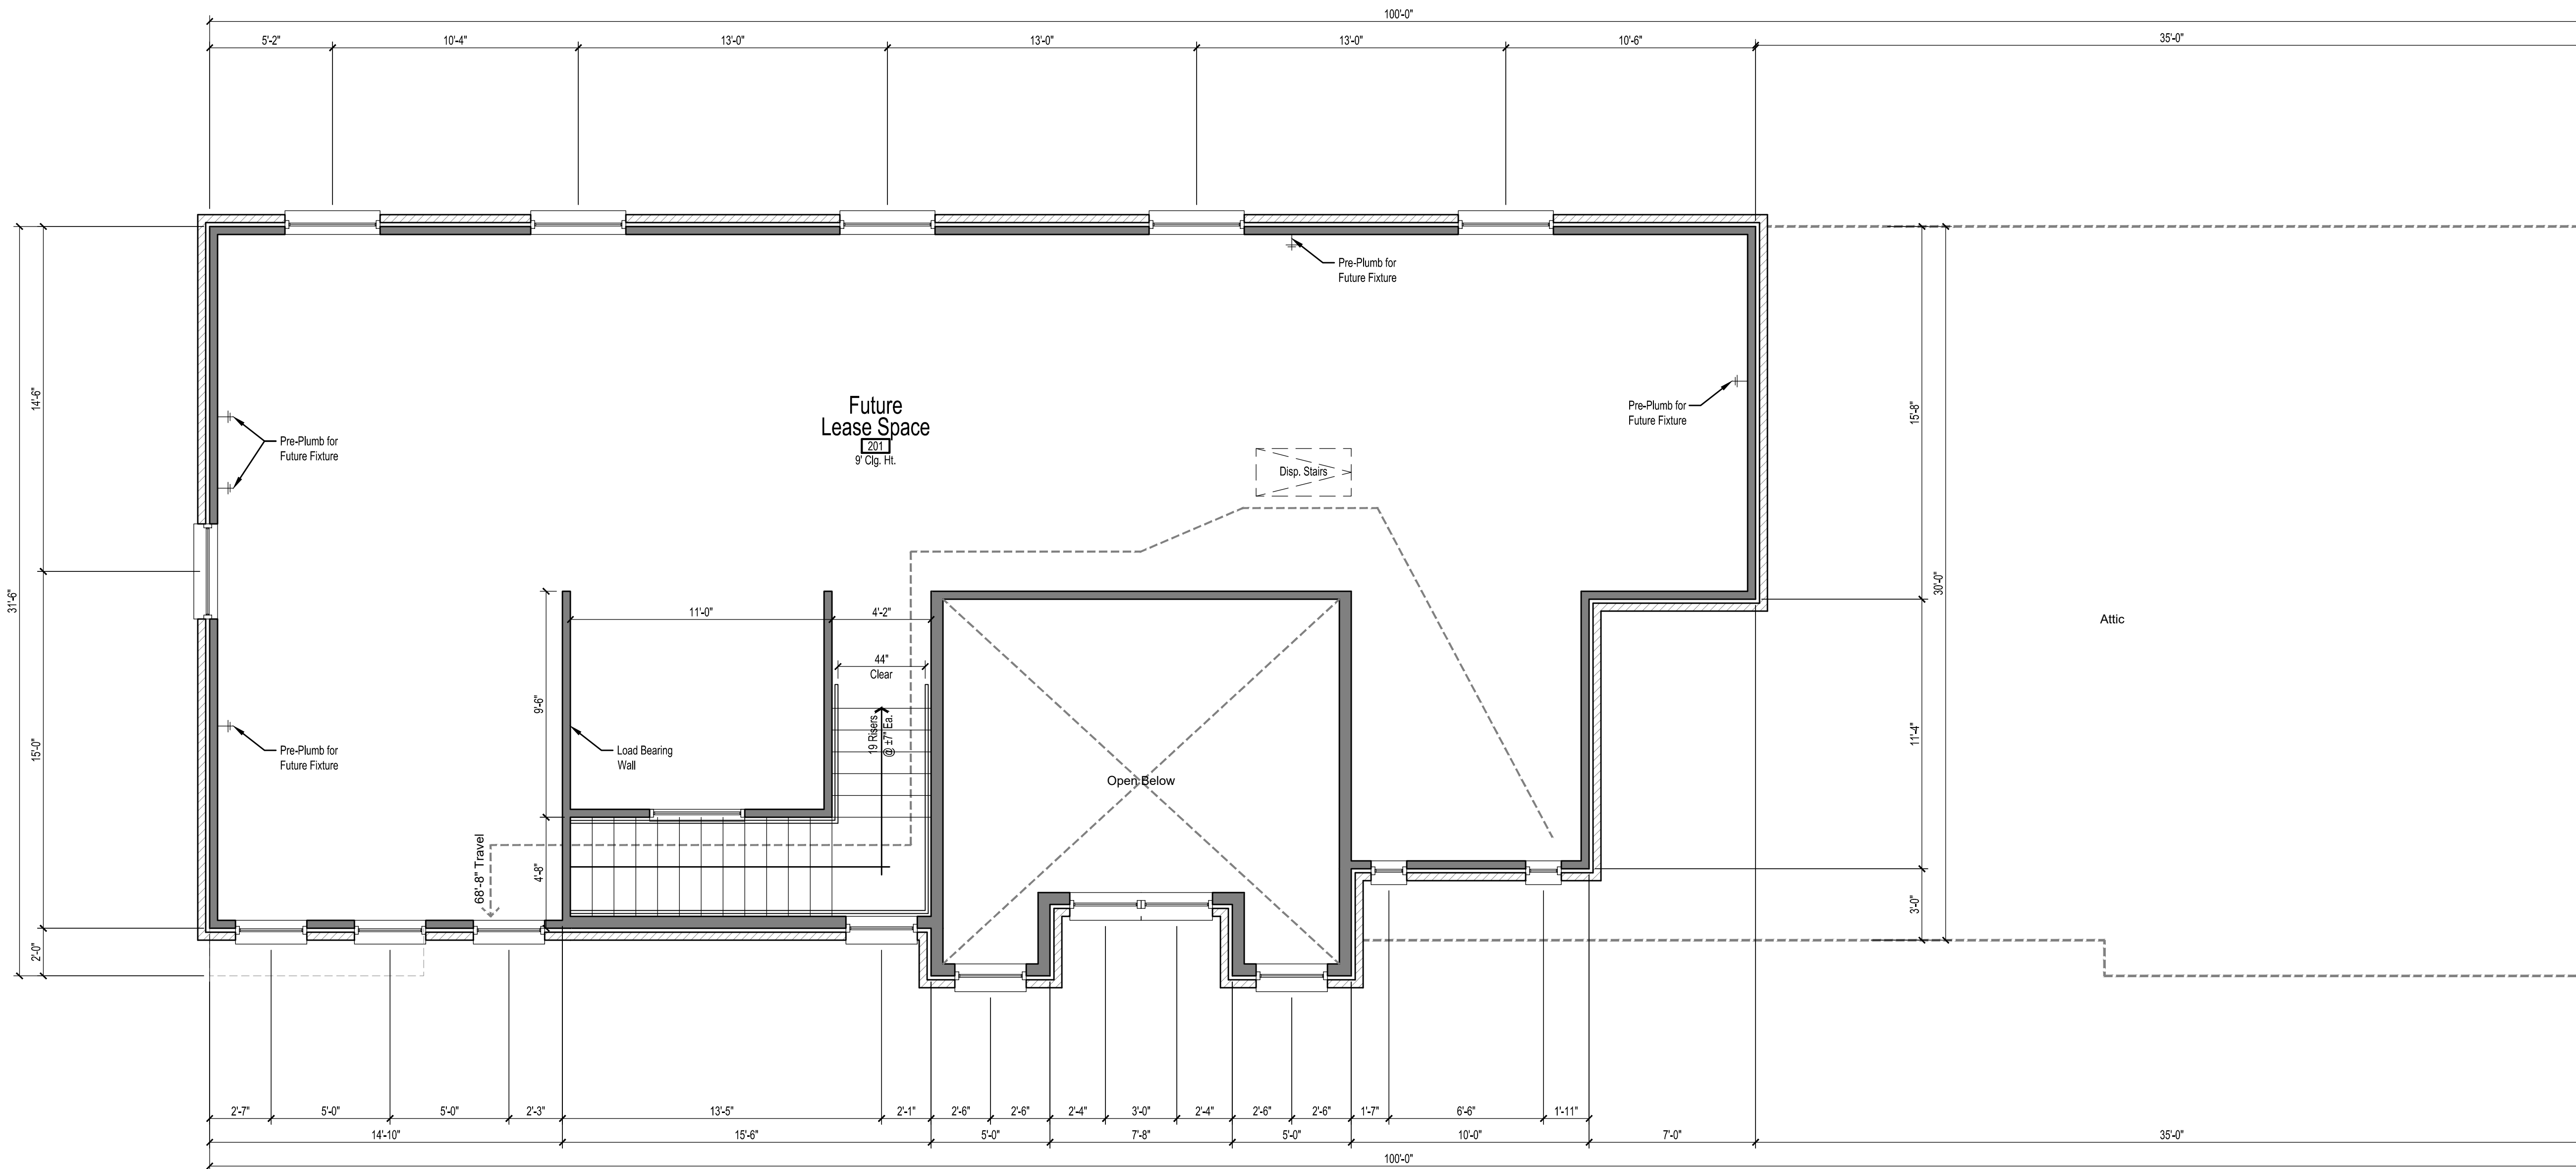 100'-0"
5'-2" 10'-4" 13'-0" 13'-0" 13'-0" 10'-6" 35'-0"
Pre-Plumb for
Future Fixture
14'-6"
15'-8"
Future
Lease Space
201
9' Clg. Ht.
Pre-Plumb for
Future Fixture
Pre-Plumb for
Future Fixture
Disp. Stairs
31'-6"
30'-0"
11'-0" 4'-2"
Attic
44"
Clear
9'-6"
15'-0"
19 Risers
@ ±7" Ea.
11'-4"
Pre-Plumb for
Future Fixture
Load Bearing
Wall
Open Below
68'-8" Travel
4'-8"
3'-0"
2'-0"
2'-7" 5'-0" 5'-0" 2'-3" 13'-5" 2'-1" 2'-6" 2'-6" 2'-4" 3'-0" 2'-4" 2'-6" 2'-6" 1'-7" 6'-6" 1'-11"
14'-10" 15'-6" 5'-0" 7'-8" 5'-0" 10'-0" 7'-0" 35'-0"
100'-0"